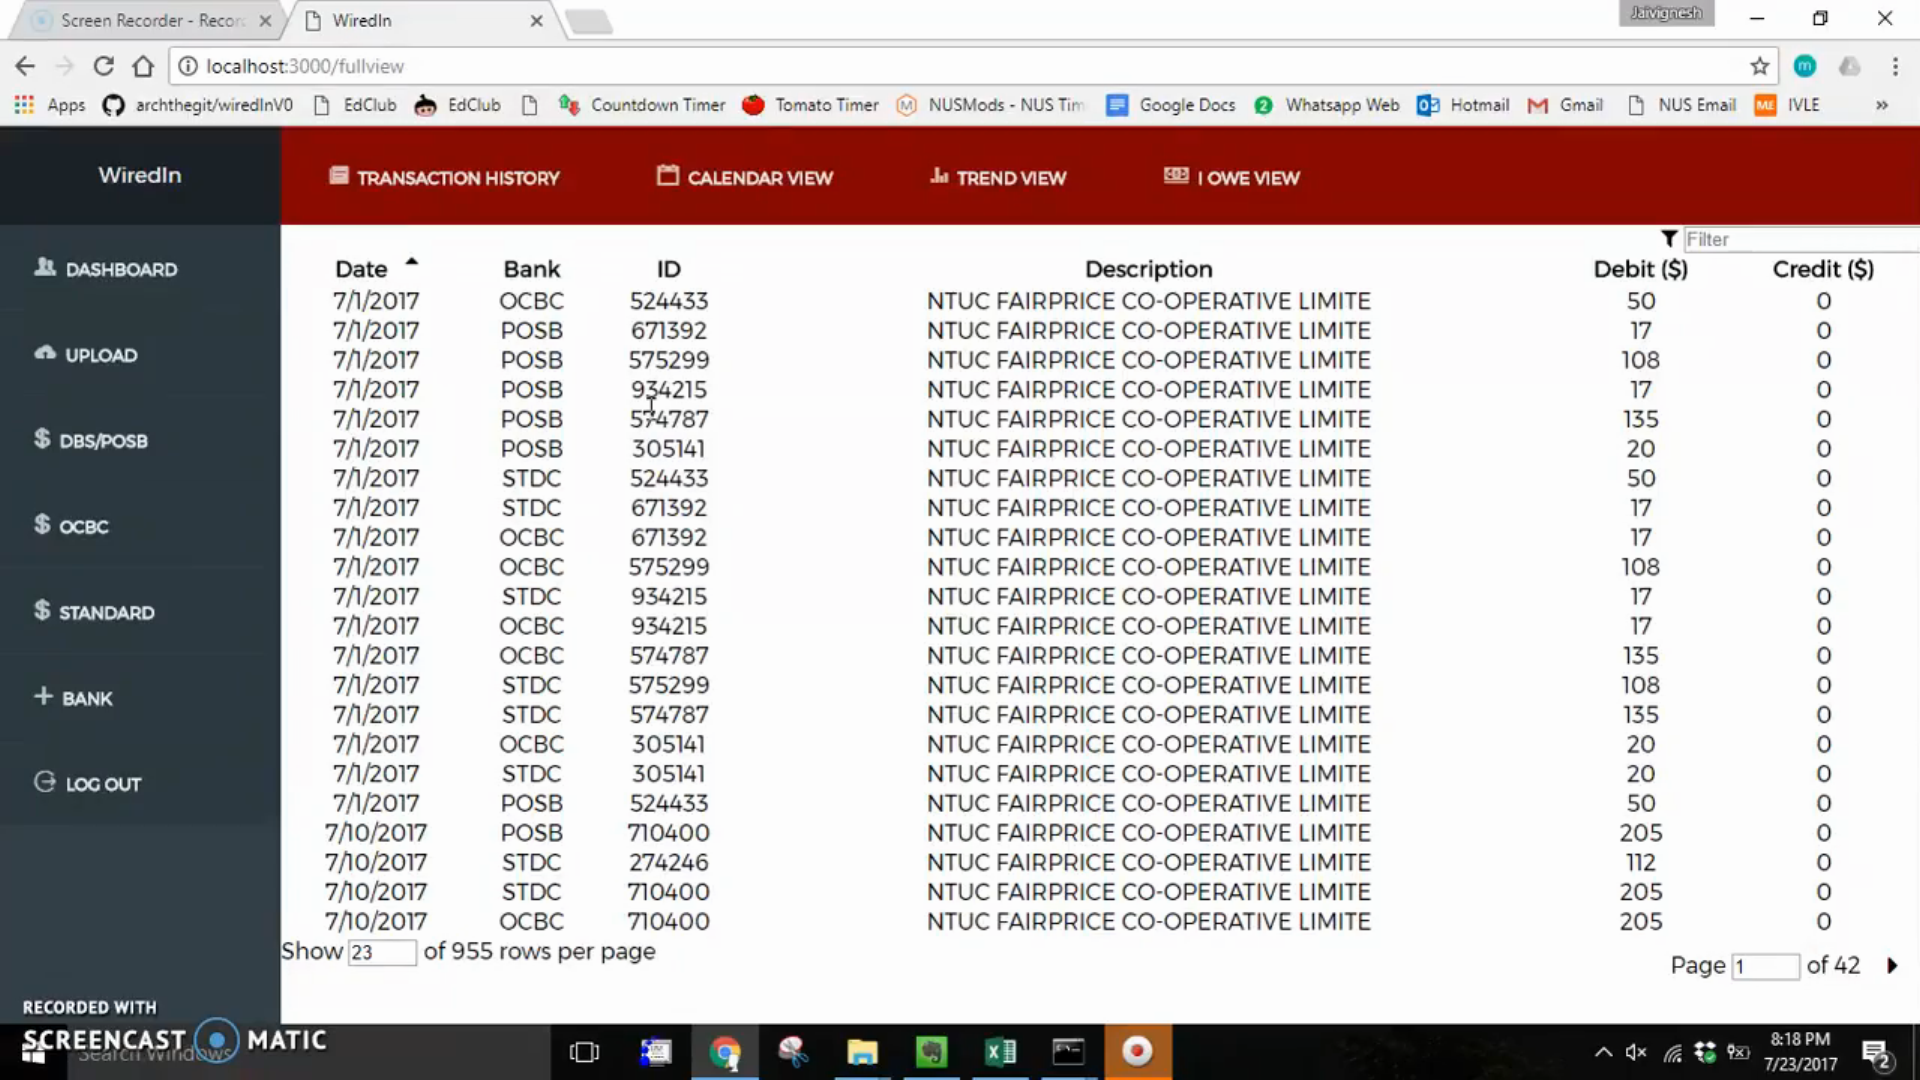 Screen Recorder - Recor
WiredIn
Jaivignesh
localhost:3000/fullview
Apps
archthegit/wiredInV0
EdClub
EdClub
Countdown Timer
Tomato Timer
NUSMods - NUS Tim
Google Docs
Whatsapp Web
Hotmail
Gmail
NUS Email
IVLE
WiredIn
TRANSACTION HISTORY
CALENDAR VIEW
TREND VIEW
I OWE VIEW
DASHBOARD
UPLOAD
DBS/POSB
OCBC
STANDARD
BANK
LOG OUT
Filter
Date Bank ID Description Debit ($) Credit ($)
7/1/2017 OCBC 524433 NTUC FAIRPRICE CO-OPERATIVE LIMITE 50 0
7/1/2017 POSB 671392 NTUC FAIRPRICE CO-OPERATIVE LIMITE 17 0
7/1/2017 POSB 575299 NTUC FAIRPRICE CO-OPERATIVE LIMITE 108 0
7/1/2017 POSB 934215 NTUC FAIRPRICE CO-OPERATIVE LIMITE 17 0
7/1/2017 POSB 574787 NTUC FAIRPRICE CO-OPERATIVE LIMITE 135 0
7/1/2017 POSB 305141 NTUC FAIRPRICE CO-OPERATIVE LIMITE 20 0
7/1/2017 STDC 524433 NTUC FAIRPRICE CO-OPERATIVE LIMITE 50 0
7/1/2017 STDC 671392 NTUC FAIRPRICE CO-OPERATIVE LIMITE 17 0
7/1/2017 OCBC 671392 NTUC FAIRPRICE CO-OPERATIVE LIMITE 17 0
7/1/2017 OCBC 575299 NTUC FAIRPRICE CO-OPERATIVE LIMITE 108 0
7/1/2017 STDC 934215 NTUC FAIRPRICE CO-OPERATIVE LIMITE 17 0
7/1/2017 OCBC 934215 NTUC FAIRPRICE CO-OPERATIVE LIMITE 17 0
7/1/2017 OCBC 574787 NTUC FAIRPRICE CO-OPERATIVE LIMITE 135 0
7/1/2017 STDC 575299 NTUC FAIRPRICE CO-OPERATIVE LIMITE 108 0
7/1/2017 STDC 574787 NTUC FAIRPRICE CO-OPERATIVE LIMITE 135 0
7/1/2017 OCBC 305141 NTUC FAIRPRICE CO-OPERATIVE LIMITE 20 0
7/1/2017 STDC 305141 NTUC FAIRPRICE CO-OPERATIVE LIMITE 20 0
7/1/2017 POSB 524433 NTUC FAIRPRICE CO-OPERATIVE LIMITE 50 0
7/10/2017 POSB 710400 NTUC FAIRPRICE CO-OPERATIVE LIMITE 205 0
7/10/2017 STDC 274246 NTUC FAIRPRICE CO-OPERATIVE LIMITE 112 0
7/10/2017 STDC 710400 NTUC FAIRPRICE CO-OPERATIVE LIMITE 205 0
7/10/2017 OCBC 710400 NTUC FAIRPRICE CO-OPERATIVE LIMITE 205 0
Show 23 of 955 rows per page
Page 1 of 42
RECORDED WITH
SCREENCAST MATIC
Search Windows
8:18 PM
7/23/2017
2